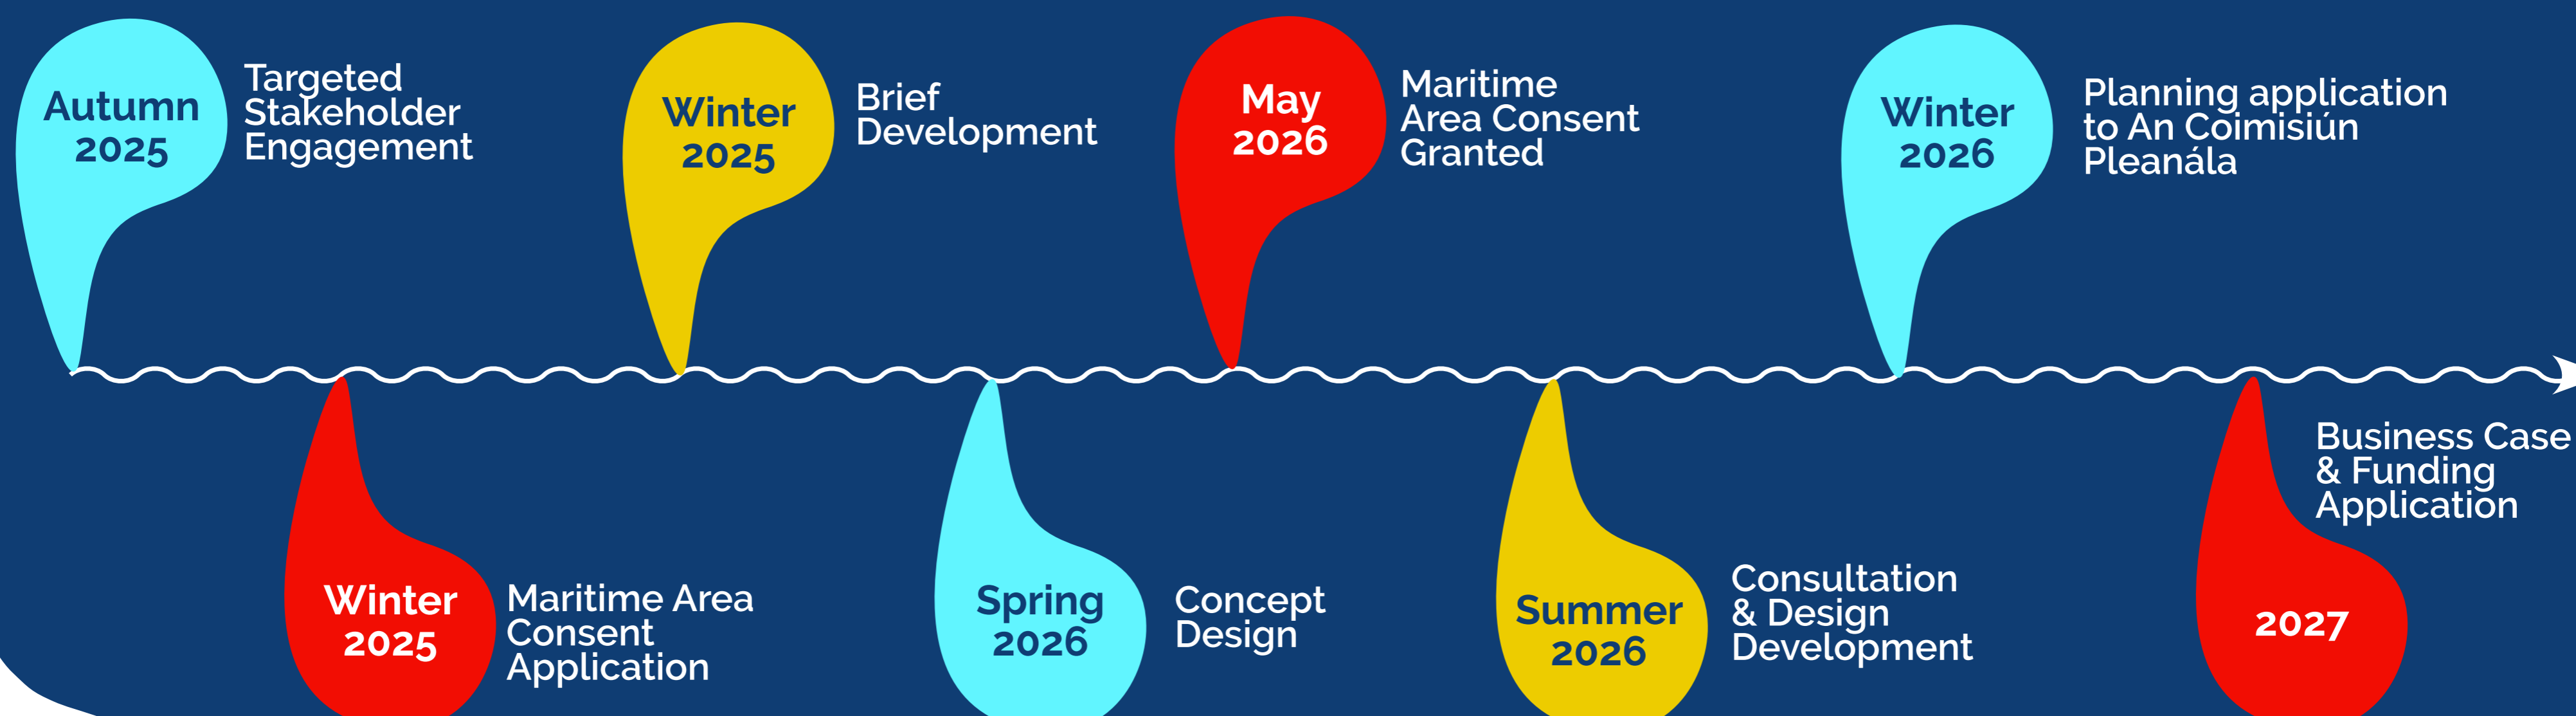 Autumn
2025
Targeted
Stakeholder
Engagement
Winter
2025
Maritime Area
Consent
Application
Winter
2025
Brief
Development
Spring
2026
Concept
Design
May
2026
Maritime
Area Consent
Granted
Summer
2026
Consultation
& Design
Development
Winter
2026
Planning application
to An Coimisiún
Pleanála
2027
Business Case
& Funding
Application